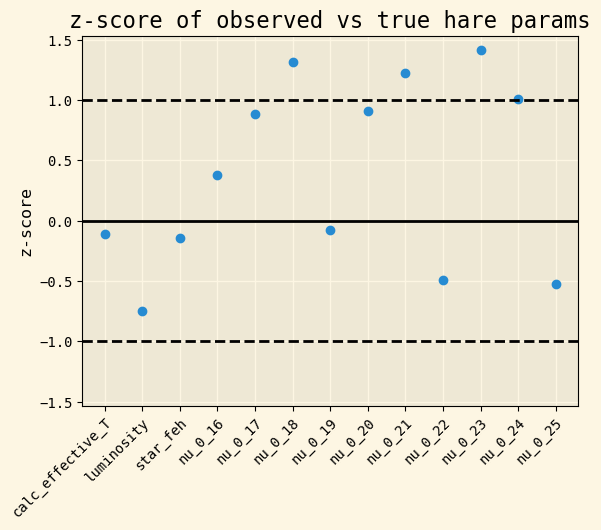 z-score of observed vs true hare params
z-score
1.5
1.0
0.5
0.0
−0.5
−1.0
−1.5
calc_effective_T
luminosity
star_feh
nu_0_16
nu_0_17
nu_0_18
nu_0_19
nu_0_20
nu_0_21
nu_0_22
nu_0_23
nu_0_24
nu_0_25